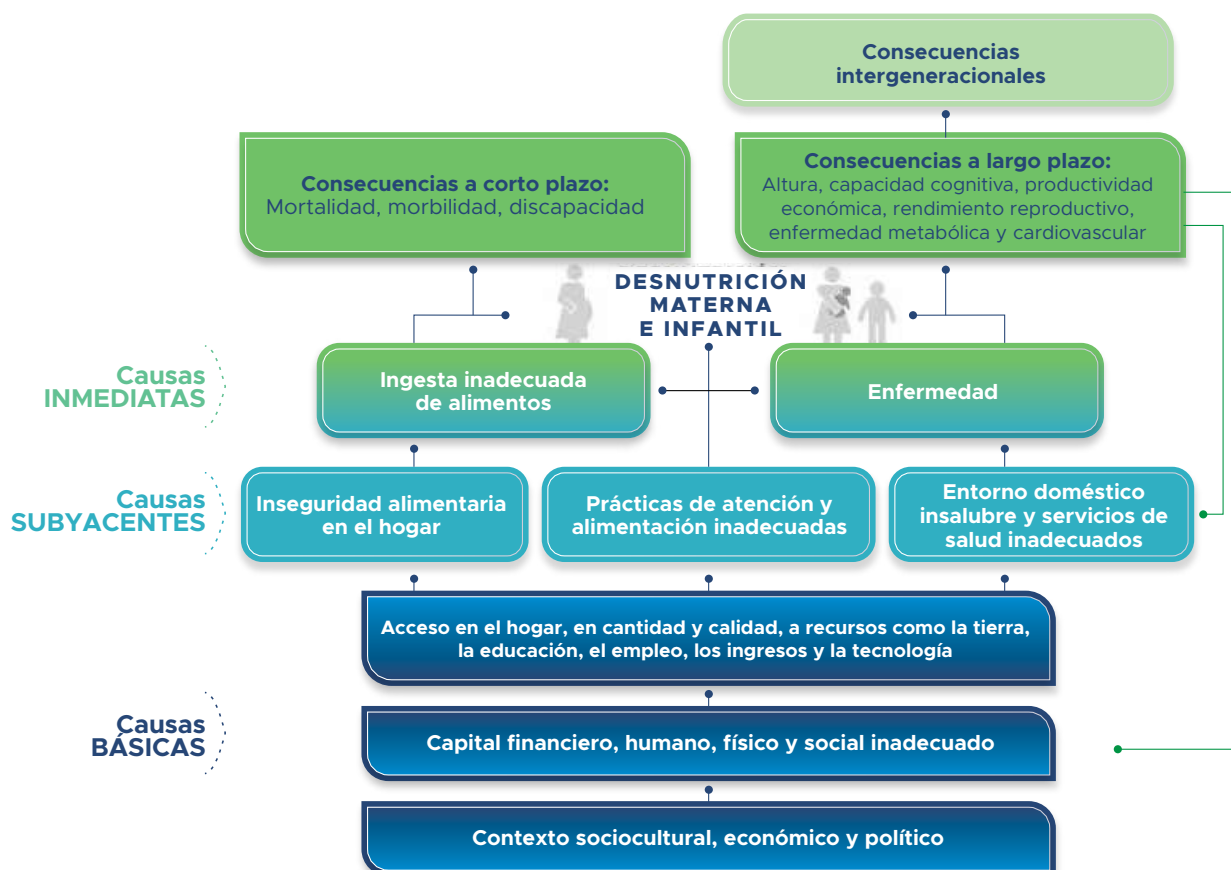 Consecuencias
intergeneracionales
Consecuencias a corto plazo:
Mortalidad, morbilidad, discapacidad
Consecuencias a largo plazo:
Altura, capacidad cognitiva, productividad
económica, rendimiento reproductivo,
enfermedad metabólica y cardiovascular
DESNUTRICIÓN
MATERNA
E INFANTIL
Causas
INMEDIATAS
Ingesta inadecuada
de alimentos
Enfermedad
Causas
SUBYACENTES
Inseguridad alimentaria
en el hogar
Prácticas de atención y
alimentación inadecuadas
Entorno doméstico
insalubre y servicios de
salud inadecuados
Acceso en el hogar, en cantidad y calidad, a recursos como la tierra,
la educación, el empleo, los ingresos y la tecnología
Causas
BÁSICAS
Capital financiero, humano, físico y social inadecuado
Contexto sociocultural, económico y político